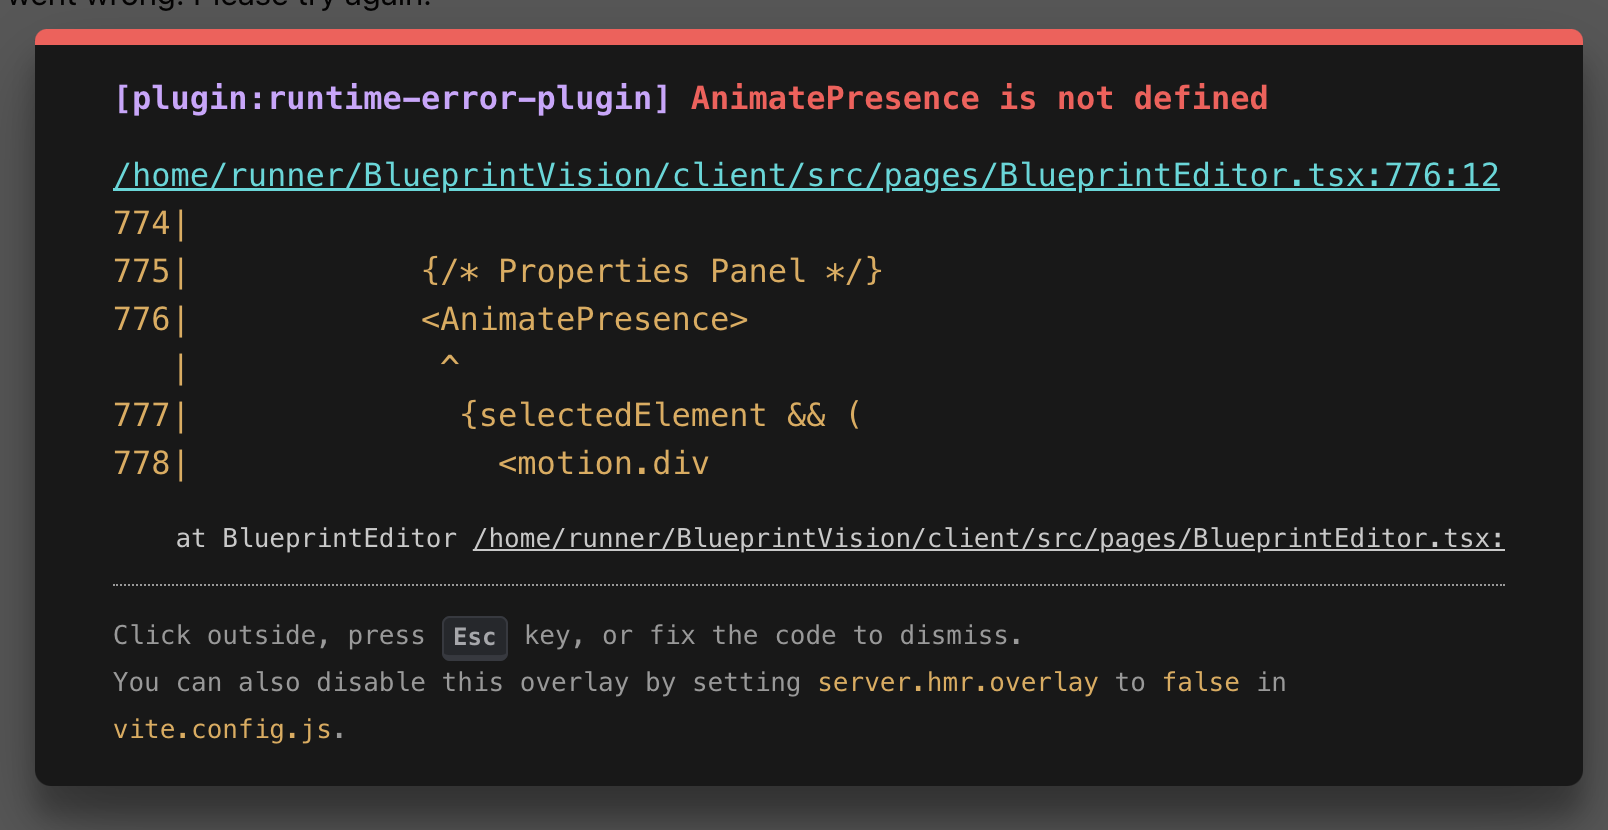 went wrong. Please try again.
[plugin:runtime-error-plugin] AnimatePresence is not defined
/home/runner/BlueprintVision/client/src/pages/BlueprintEditor.tsx:776:12
774|
775|            {/* Properties Panel */}
776|            <AnimatePresence>
   |             ^
777|              {selectedElement && (
778|                <motion.div
at BlueprintEditor /home/runner/BlueprintVision/client/src/pages/BlueprintEditor.tsx:
Click outside, press Esc key, or fix the code to dismiss.
You can also disable this overlay by setting server.hmr.overlay to false in
vite.config.js.